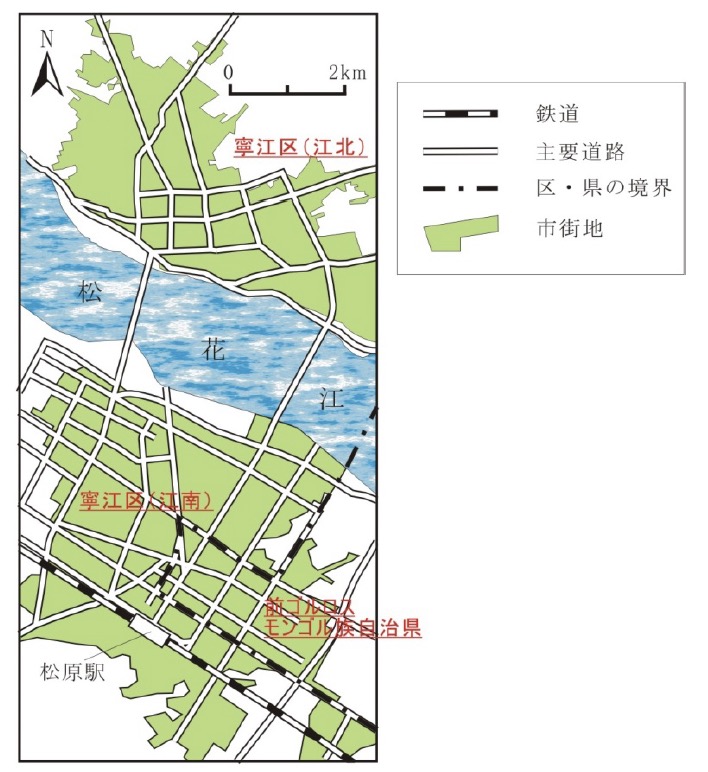 N
0 2km
寧江区(江北)
松
花
江
寧江区(江南)
前ゴルロス
モンゴル族自治県
松原駅
鉄道
主要道路
区・県の境界
市街地